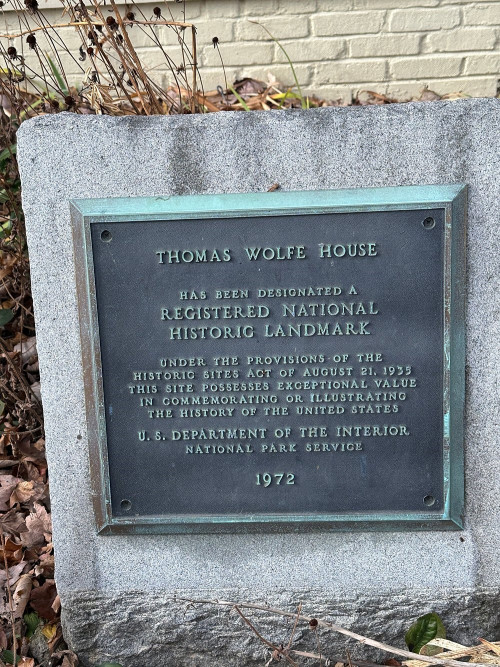 THOMAS WOLFE HOUSE
HAS BEEN DESIGNATED A
REGISTERED NATIONAL
HISTORIC LANDMARK
UNDER THE PROVISIONS OF THE
HISTORIC SITES ACT OF AUGUST 21, 1935
THIS SITE POSSESSES EXCEPTIONAL VALUE
IN COMMEMORATING OR ILLUSTRATING
THE HISTORY OF THE UNITED STATES
U. S. DEPARTMENT OF THE INTERIOR
NATIONAL PARK SERVICE
1972